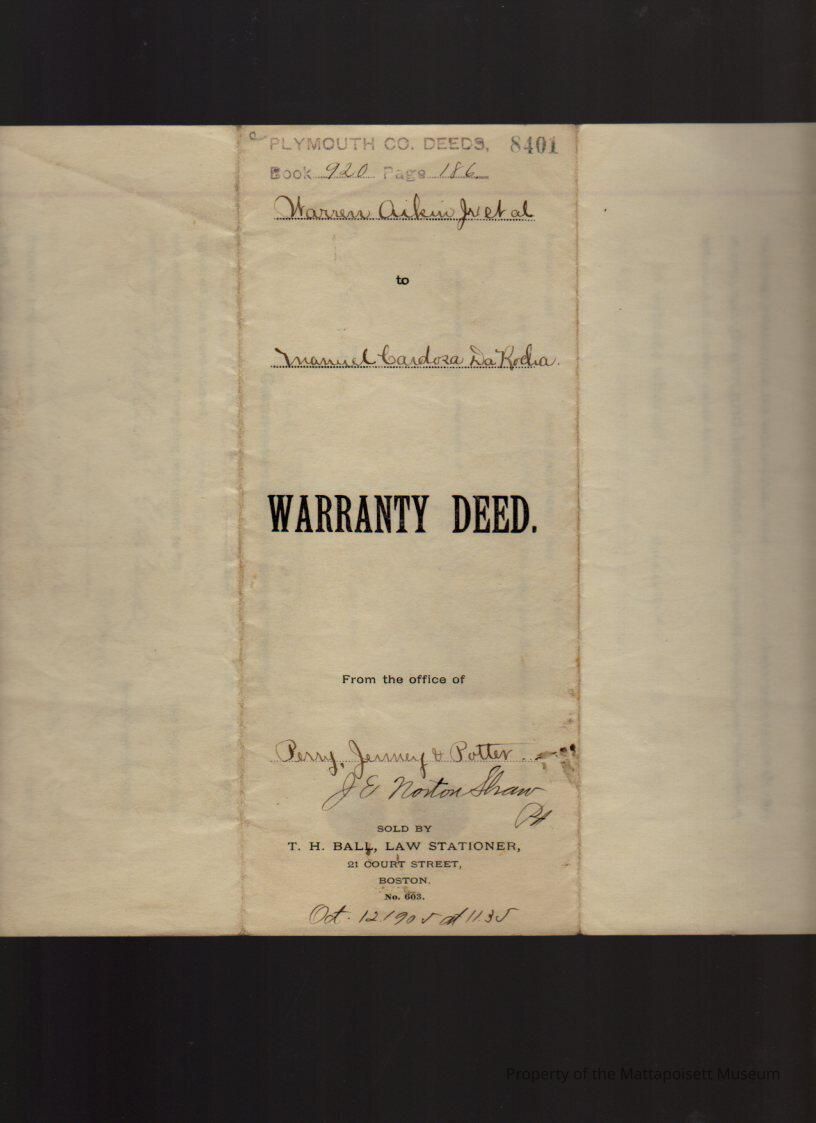 PLYMOUTH CO. DEEDS, 8401
Book 920 Page 186
Warren Aikin Jr et al
to
Manuel Cardoza Da Rocha.
WARRANTY DEED.
From the office of
Perry, Jenney & Potter
J E Norton Shaw
SOLD BY
T. H. BALL, LAW STATIONER,
21 COURT STREET,
BOSTON.
No. 603.
Oct. 12 1905 at 11.35
Property of the Mattapoisett Museum